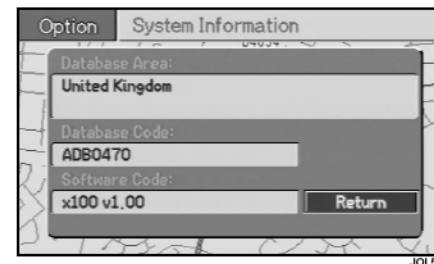 Option System Information
Database Area:
United Kingdom
Database Code:
ADB0470
Software Code:
x100 v1.00
Return